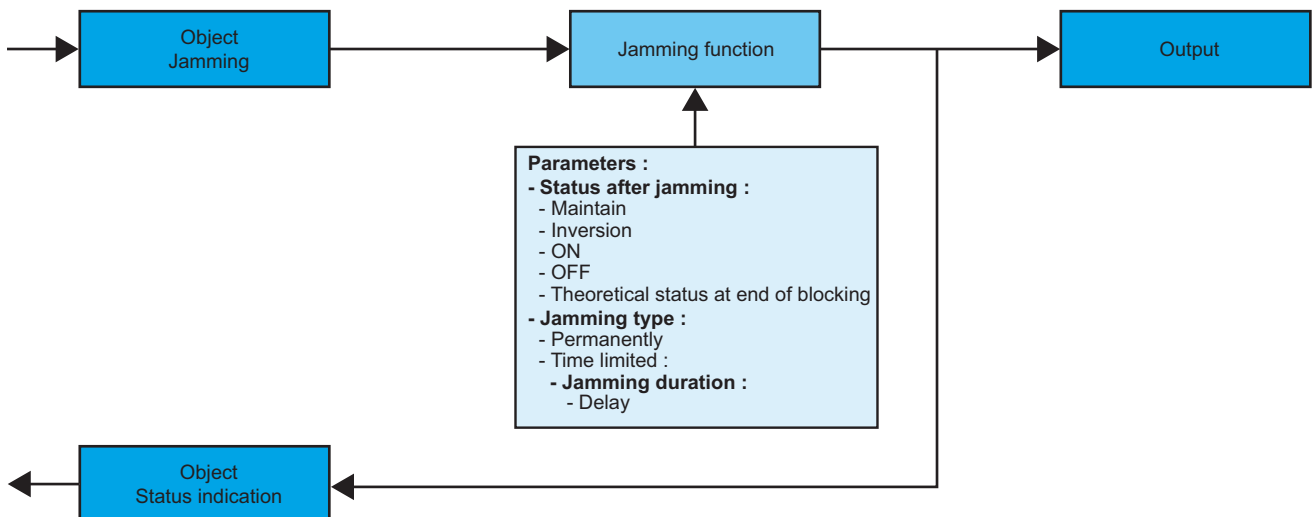 Object
Jamming
Jamming function
Output
Parameters :
- Status after jamming :
- Maintain
- Inversion
- ON
- OFF
- Theoretical status at end of blocking
- Jamming type :
- Permanently
- Time limited :
- Jamming duration :
- Delay
Object
Status indication